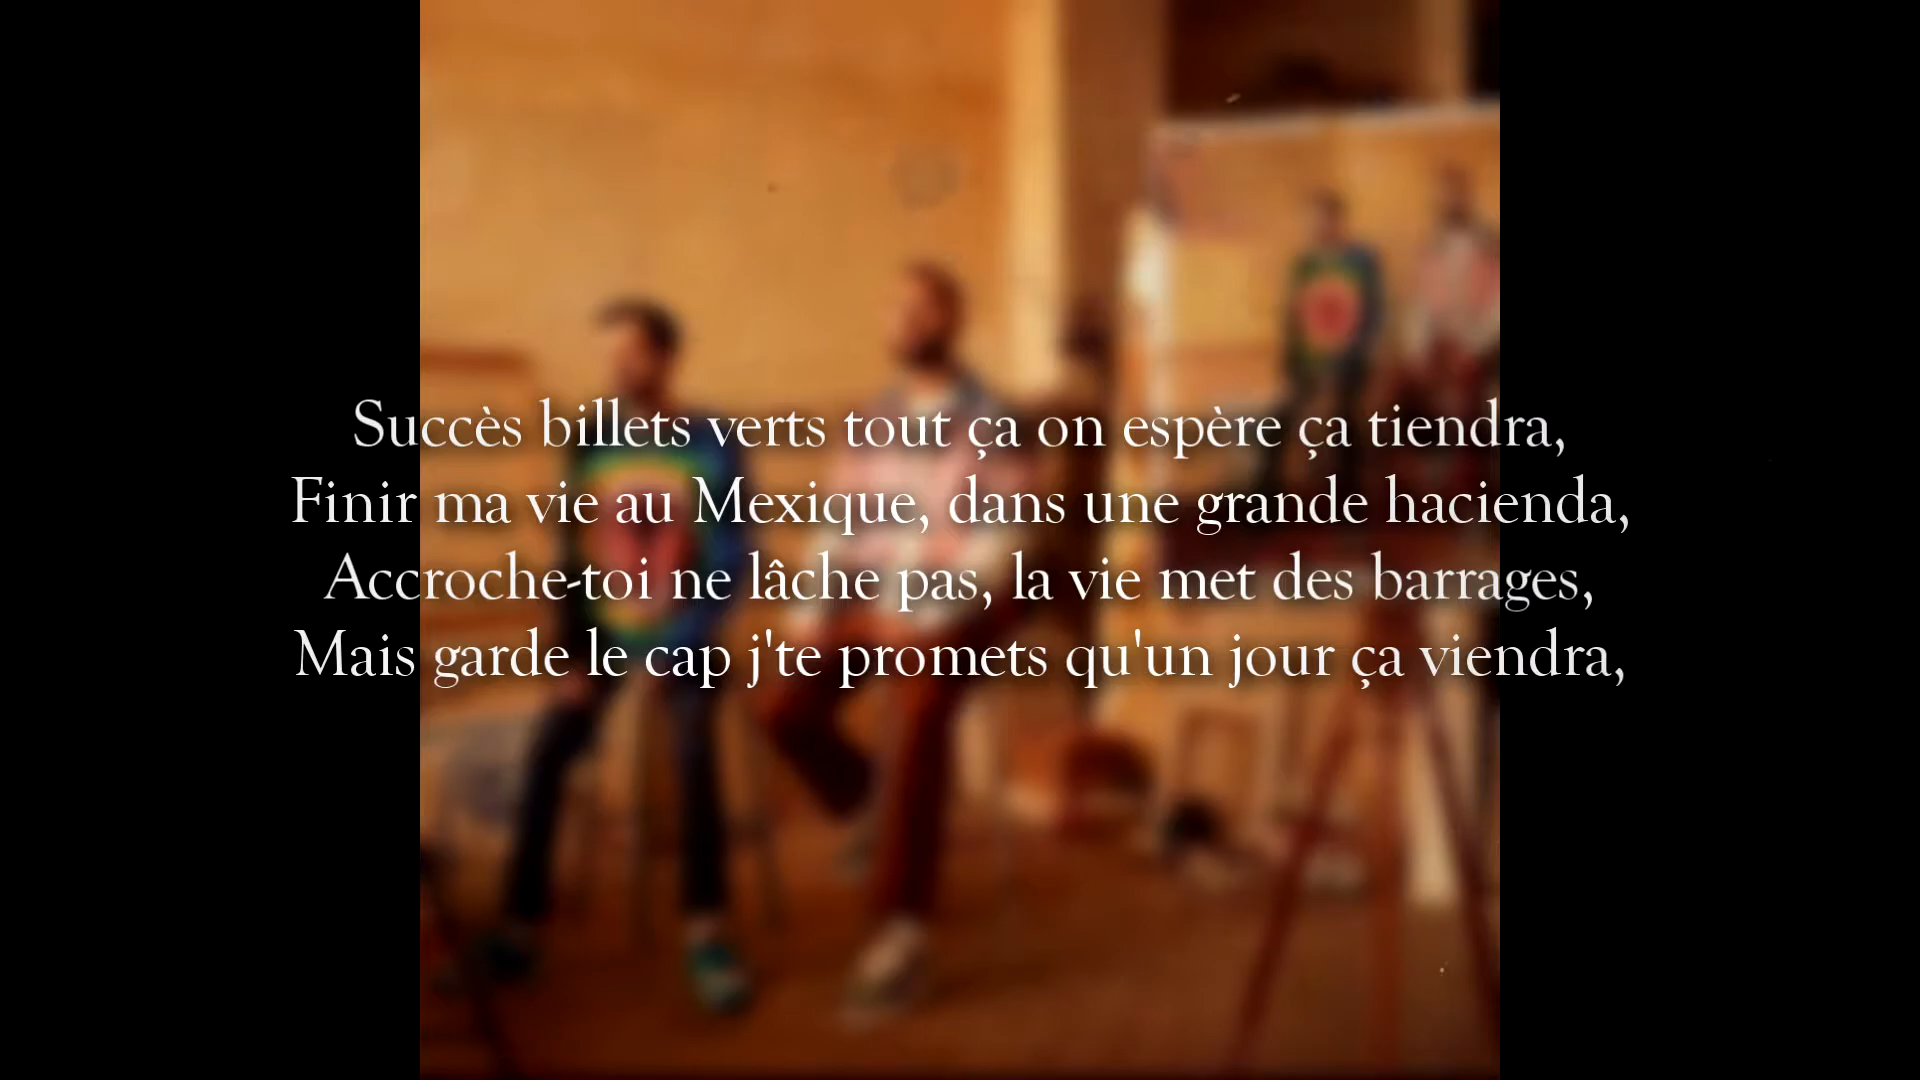 Succès billets verts tout ça on espère ça tiendra,
Finir ma vie au Mexique, dans une grande hacienda,
Accroche-toi ne lâche pas, la vie met des barrages,
Mais garde le cap j'te promets qu'un jour ça viendra,